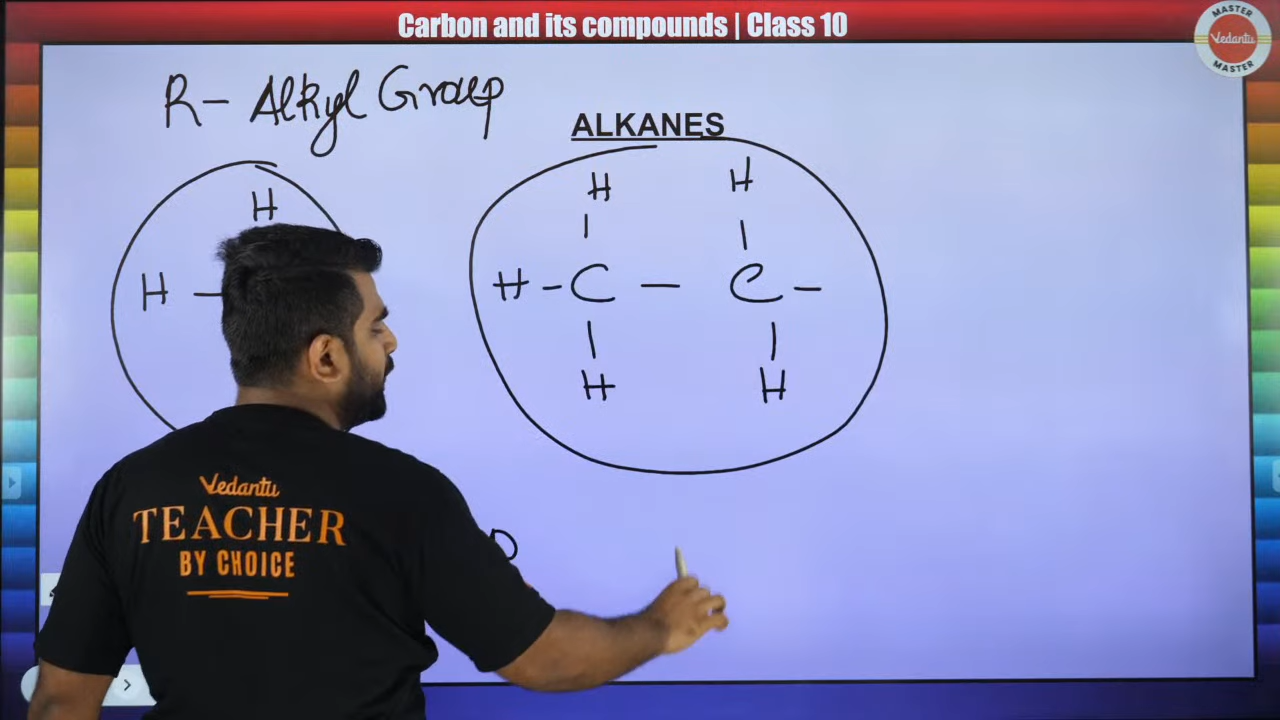 Carbon and its compounds | Class 10
MASTER
Vedantu
MASTER
R - Alkyl Group
ALKANES
H
H H
H - C - C -
H -
H H
Vedantu
TEACHER
BY CHOICE